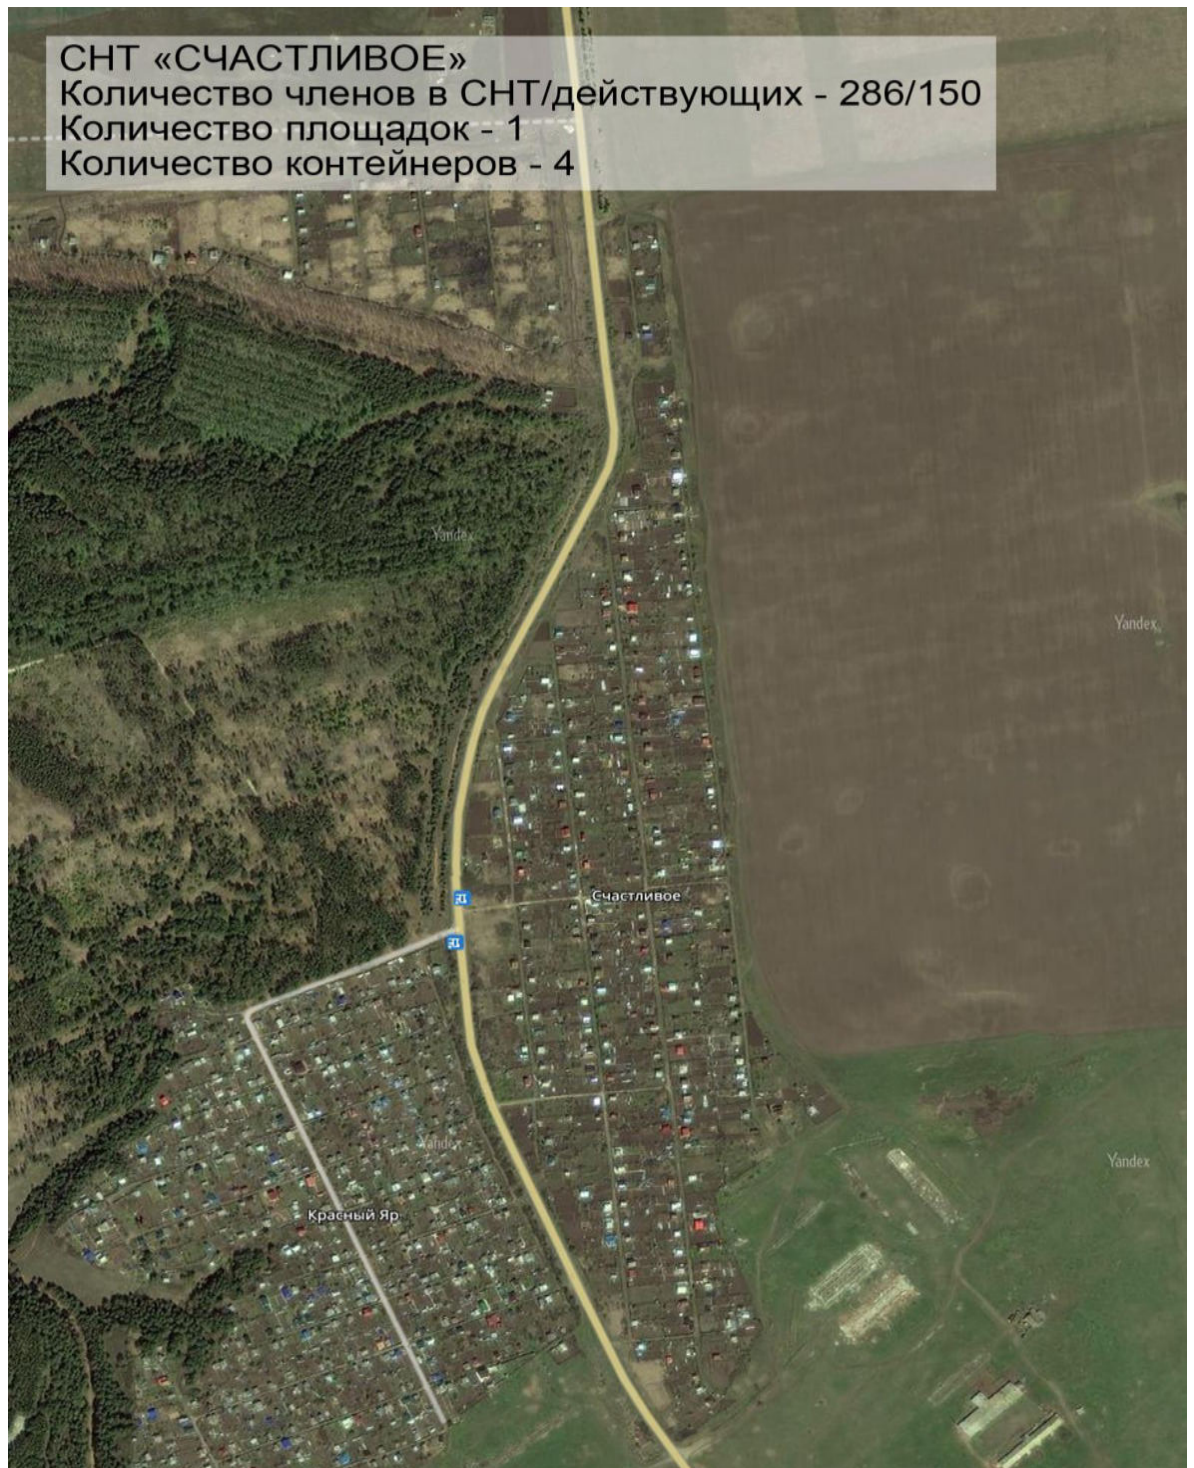 СНТ «СЧАСТЛИВОЕ»
Количество членов в СНТ/действующих - 286/150
Количество площадок - 1
Количество контейнеров - 4
Yandex
Yandex
Счастливое
Yandex
Yandex
Красный Яр